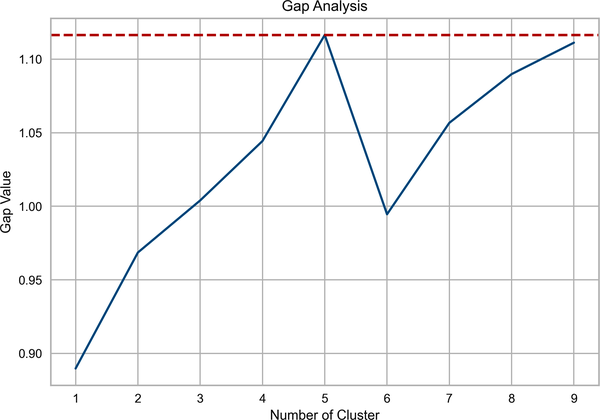 Gap Analysis
1.10
1.05
1.00
0.95
0.90
Gap Value
1 2 3 4 5 6 7 8 9
Number of Cluster